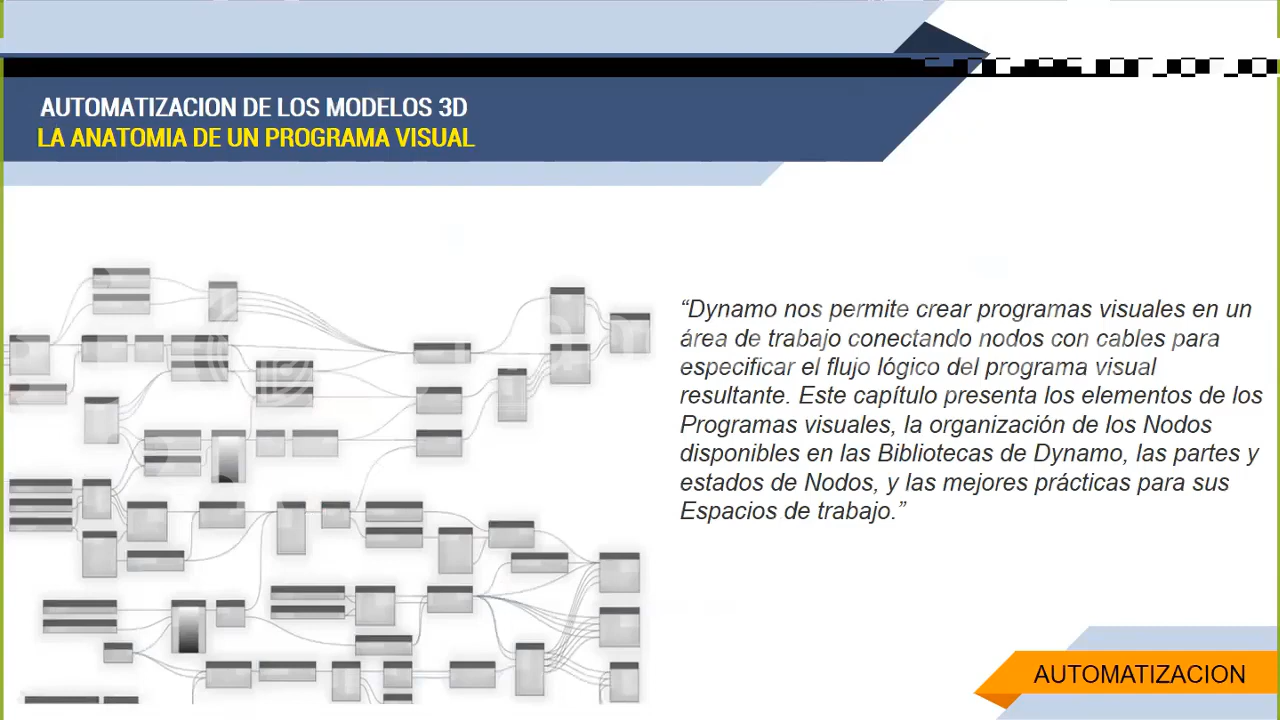 AUTOMATIZACION DE LOS MODELOS 3D
LA ANATOMIA DE UN PROGRAMA VISUAL
“Dynamo nos permite crear programas visuales en un
área de trabajo conectando nodos con cables para
especificar el flujo lógico del programa visual
resultante. Este capítulo presenta los elementos de los
Programas visuales, la organización de los Nodos
disponibles en las Bibliotecas de Dynamo, las partes y
estados de Nodos, y las mejores prácticas para sus
Espacios de trabajo.”
AUTOMATIZACION